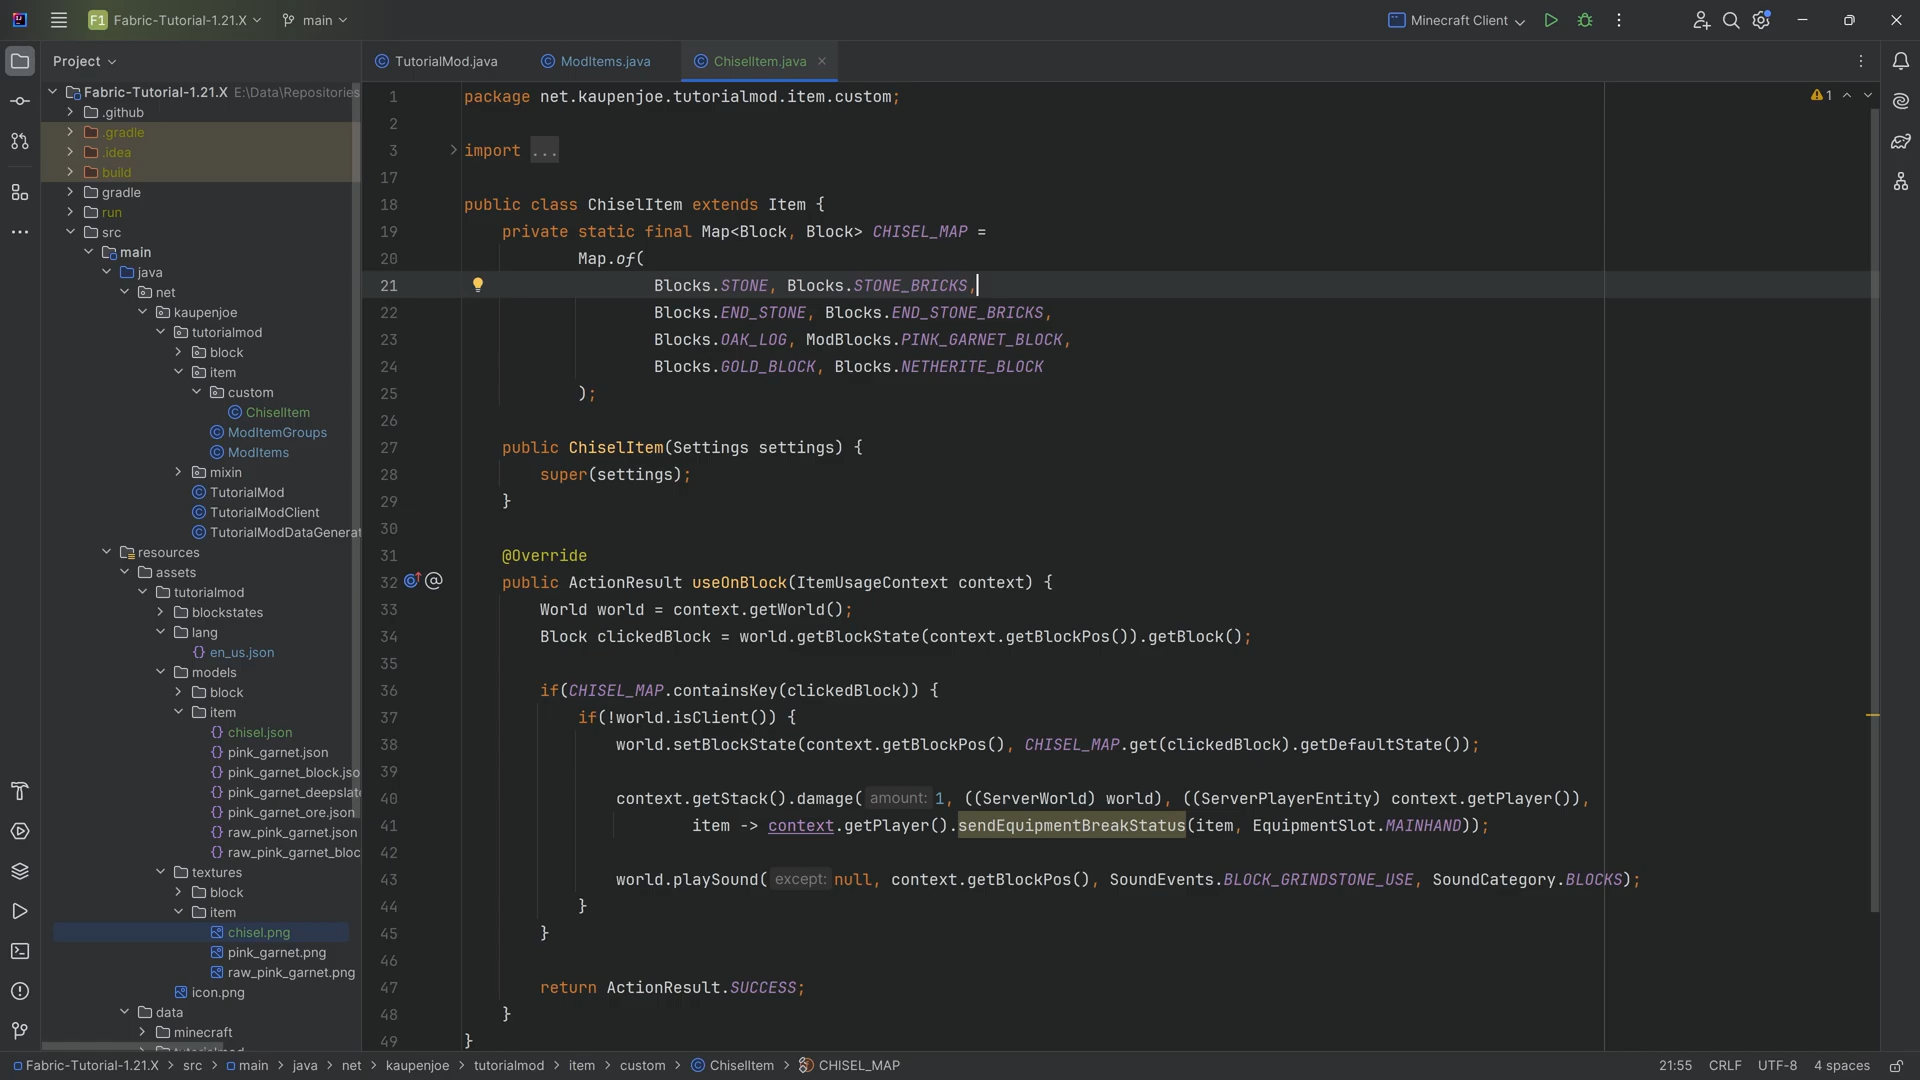 F1 Fabric-Tutorial-1.21.X main Minecraft Client
Project
TutorialMod.java ModItems.java ChiselItem.java
Fabric-Tutorial-1.21.X E:\Data\Repositories
.github
.gradle
.idea
build
gradle
run
src
main
java
net
kaupenjoe
tutorialmod
block
item
custom
ChiselItem
ModItemGroups
ModItems
mixin
TutorialMod
TutorialModClient
TutorialModDataGenerat
resources
assets
tutorialmod
blockstates
lang
en_us.json
models
block
item
chisel.json
pink_garnet.json
pink_garnet_block.jso
pink_garnet_deepslat
pink_garnet_ore.json
raw_pink_garnet.json
raw_pink_garnet_bloc
textures
block
item
chisel.png
pink_garnet.png
raw_pink_garnet.png
icon.png
data
minecraft
1 package net.kaupenjoe.tutorialmod.item.custom;
1
2
3 import ...
17
18 public class ChiselItem extends Item {
19 private static final Map<Block, Block> CHISEL_MAP =
20 Map.of(
21 Blocks.STONE, Blocks.STONE_BRICKS,
22 Blocks.END_STONE, Blocks.END_STONE_BRICKS,
23 Blocks.OAK_LOG, ModBlocks.PINK_GARNET_BLOCK,
24 Blocks.GOLD_BLOCK, Blocks.NETHERITE_BLOCK
25 );
26
27 public ChiselItem(Settings settings) {
28 super(settings);
29 }
30
31 @Override
32 public ActionResult useOnBlock(ItemUsageContext context) {
33 World world = context.getWorld();
34 Block clickedBlock = world.getBlockState(context.getBlockPos()).getBlock();
35
36 if(CHISEL_MAP.containsKey(clickedBlock)) {
37 if(!world.isClient()) {
38 world.setBlockState(context.getBlockPos(), CHISEL_MAP.get(clickedBlock).getDefaultState());
39
40 context.getStack().damage( amount: 1, ((ServerWorld) world), ((ServerPlayerEntity) context.getPlayer()),
41 item -> context.getPlayer().sendEquipmentBreakStatus(item, EquipmentSlot.MAINHAND));
42
43 world.playSound( except: null, context.getBlockPos(), SoundEvents.BLOCK_GRINDSTONE_USE, SoundCategory.BLOCKS);
44 }
45 }
46
47 return ActionResult.SUCCESS;
48 }
49 }
Fabric-Tutorial-1.21.X > src > main > java > net > kaupenjoe > tutorialmod > item > custom > ChiselItem > CHISEL_MAP 21:55 CRLF UTF-8 4 spaces